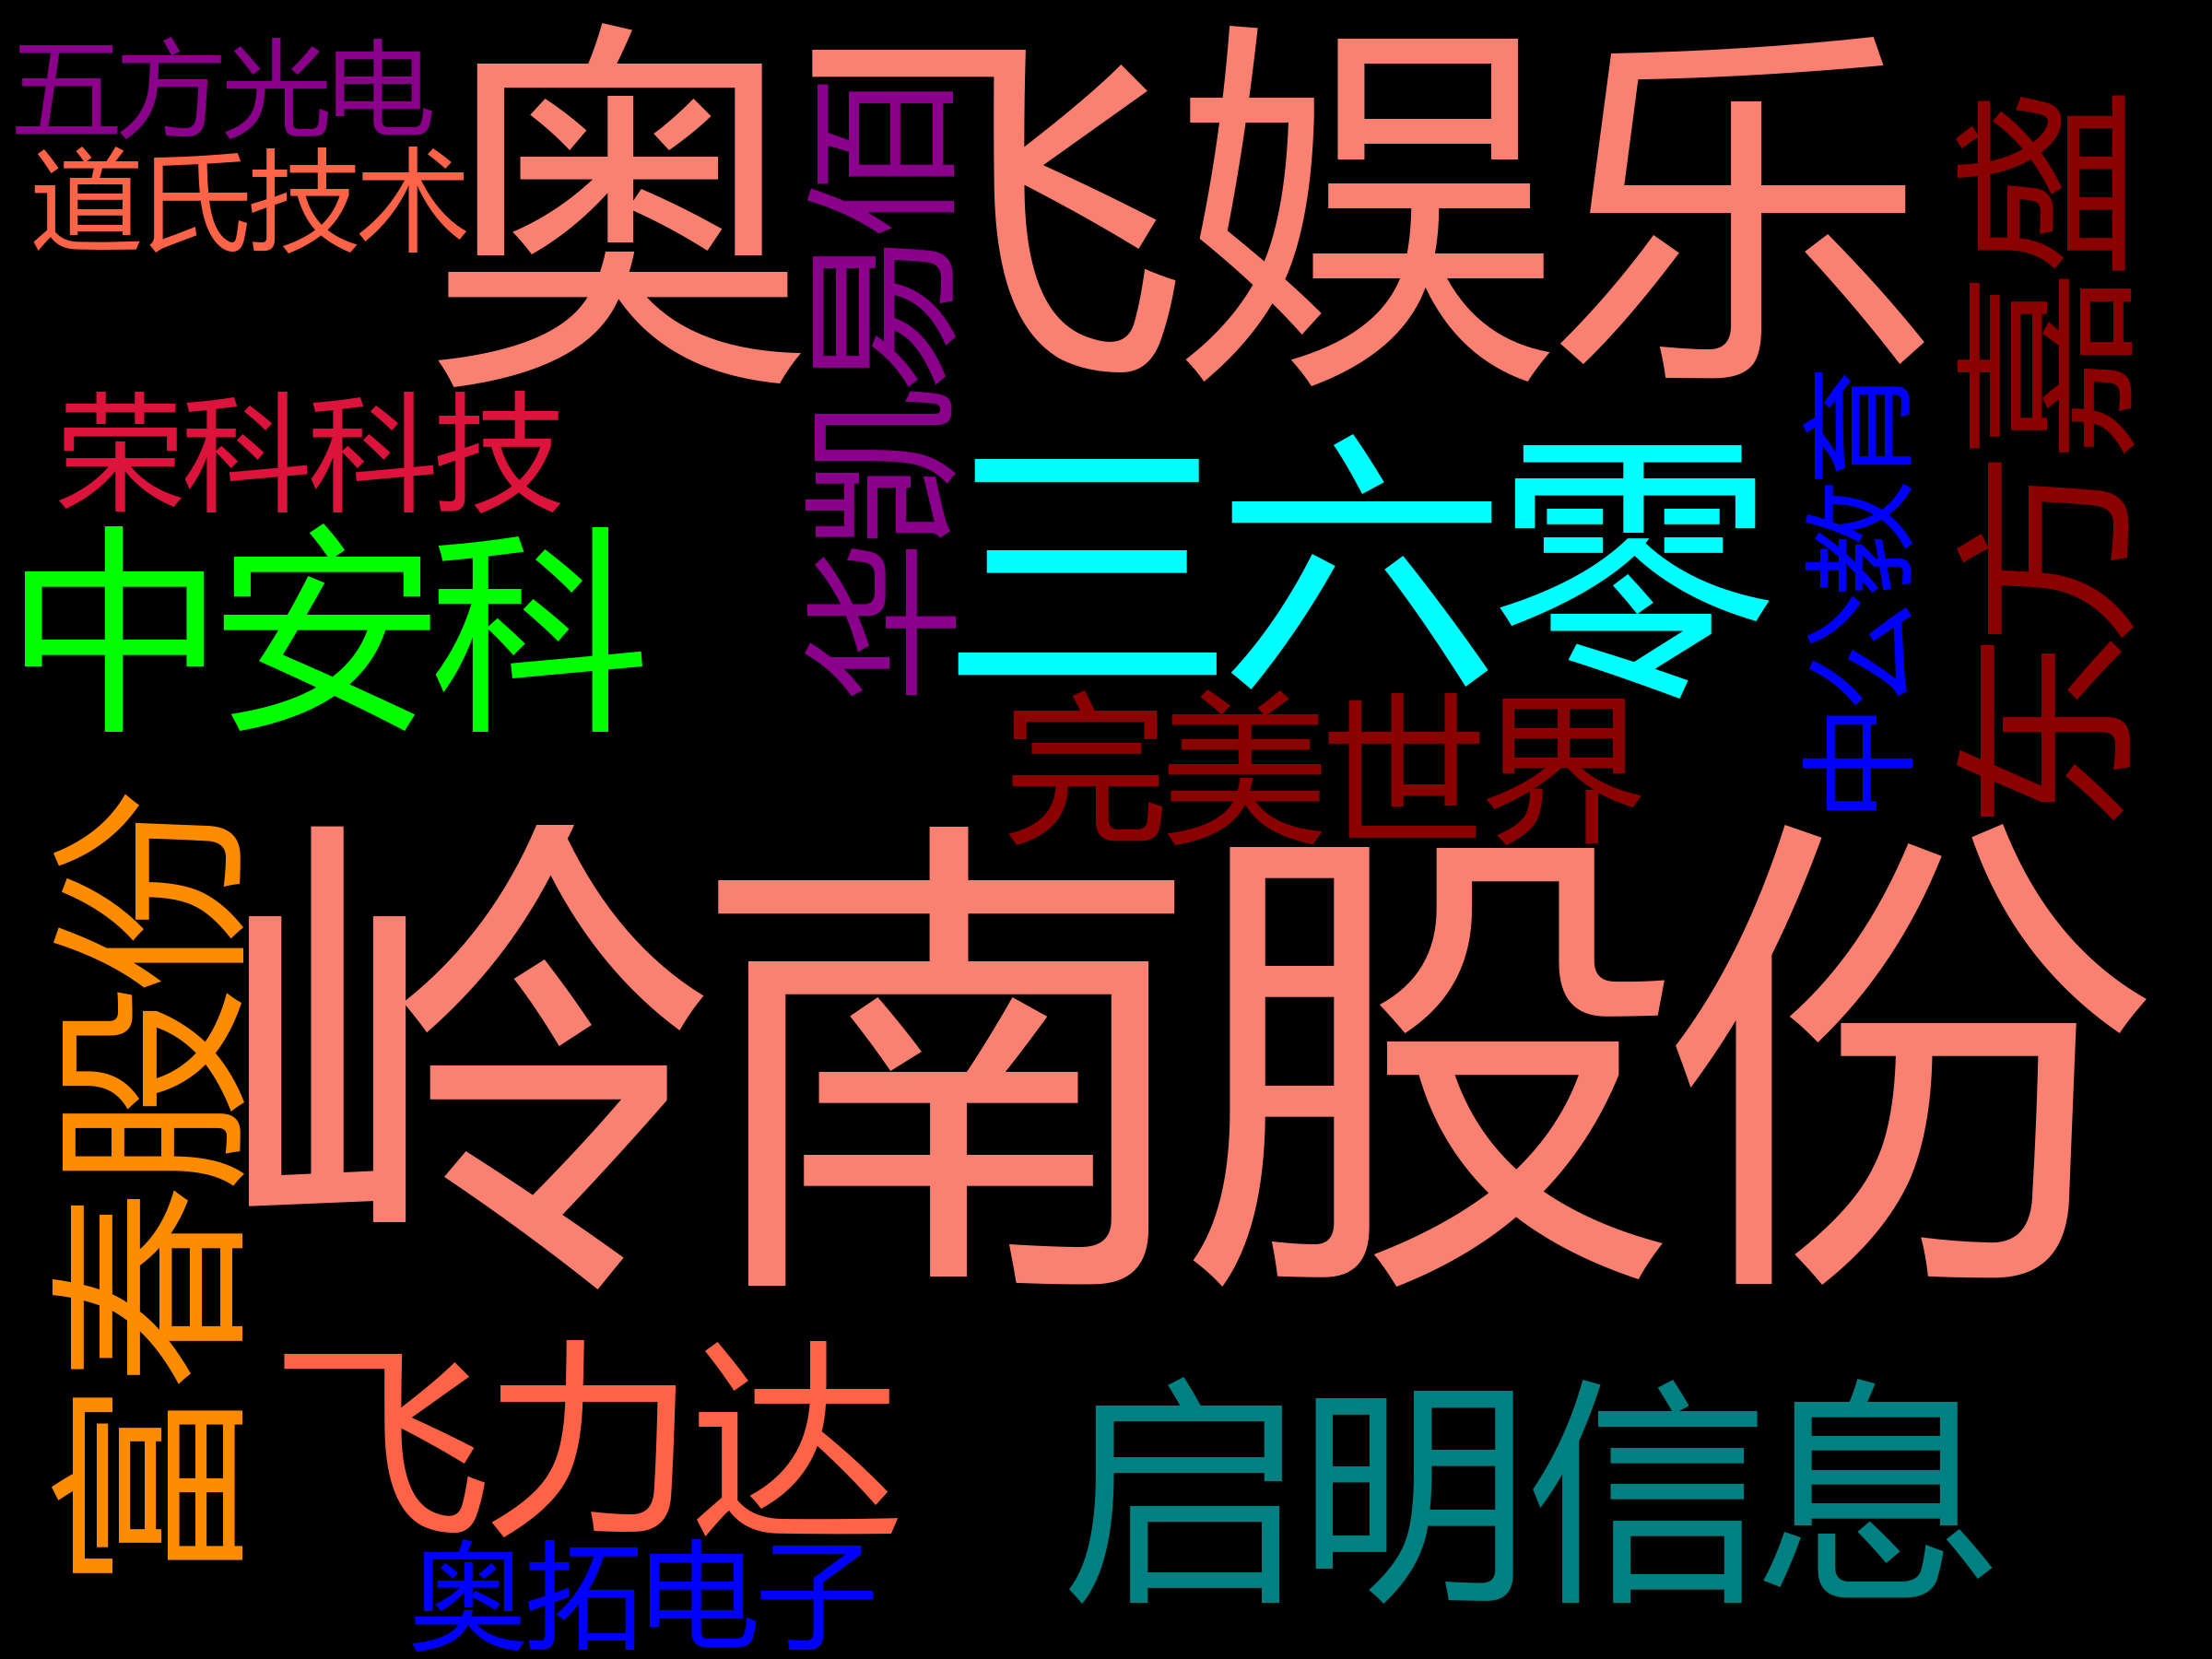 五方光电
奥飞娱乐
道氏技术
华凯易佰
东方嘉盛
荣科科技
中公教育
三六零
中安科
完美世界
富春股份
岭南股份
飞力达
启明信息
奥拓电子